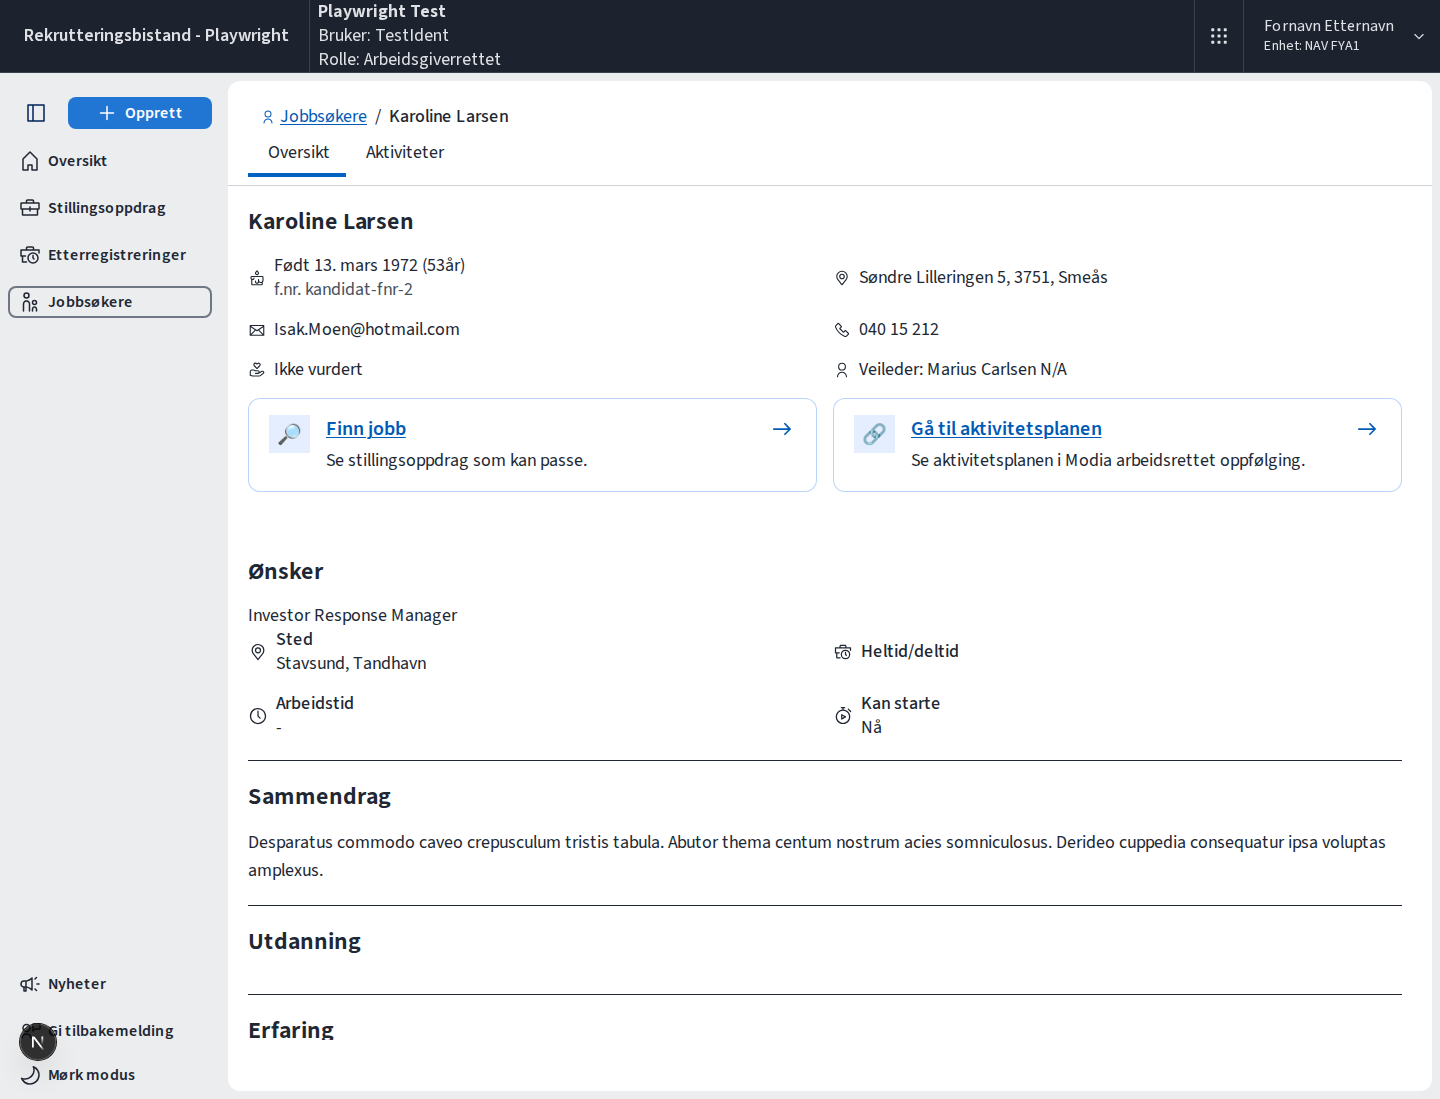 Rekrutteringsbistand - Playwright
Playwright Test
Bruker: TestIdent
Rolle: Arbeidsgiverrettet
Fornavn Etternavn
Enhet: NAV FYA1
Opprett
Oversikt
Stillingsoppdrag
Etterregistreringer
Jobbsøkere
Nyheter
Gi tilbakemelding
N
Mørk modus
Jobbsøkere / Karoline Larsen
Oversikt Aktiviteter
Karoline Larsen
Født 13. mars 1972 (53år)
f.nr. kandidat-fnr-2
Søndre Lilleringen 5, 3751, Smeås
Isak.Moen@hotmail.com
040 15 212
Ikke vurdert
Veileder: Marius Carlsen N/A
Finn jobb
Se stillingsoppdrag som kan passe.
Gå til aktivitetsplanen
Se aktivitetsplanen i Modia arbeidsrettet oppfølging.
Ønsker
Investor Response Manager
Sted
Stavsund, Tandhavn
Heltid/deltid
Arbeidstid
-
Kan starte
Nå
Sammendrag
Desparatus commodo caveo crepusculum tristis tabula. Abutor thema centum nostrum acies somniculosus. Derideo cuppedia consequatur ipsa voluptas
amplexus.
Utdanning
Erfaring